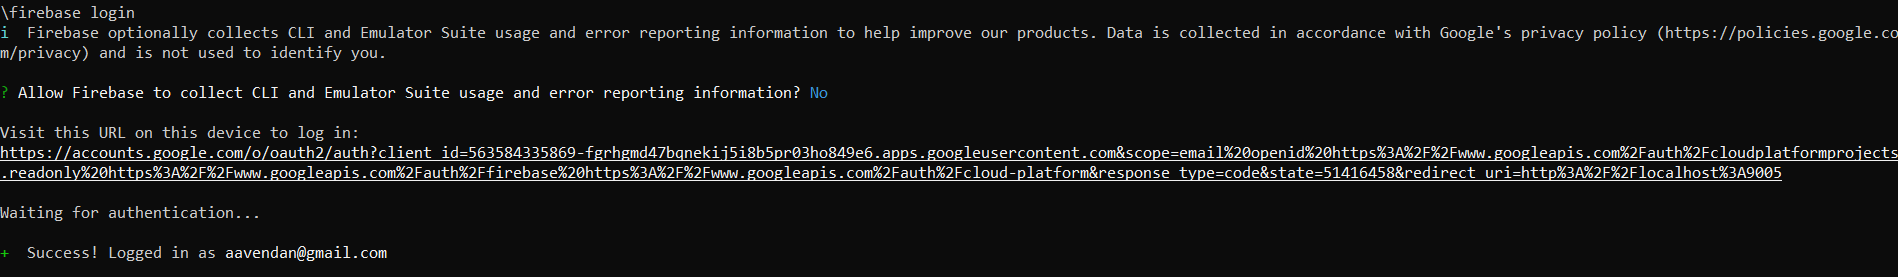 \firebase login
i  Firebase optionally collects CLI and Emulator Suite usage and error reporting information to help improve our products. Data is collected in accordance with Google's privacy policy (https://policies.google.co
m/privacy) and is not used to identify you.
? Allow Firebase to collect CLI and Emulator Suite usage and error reporting information? No
Visit this URL on this device to log in:
https://accounts.google.com/o/oauth2/auth?client_id=563584335869-fgrhgmd47bqnekij5i8b5pr03ho849e6.apps.googleusercontent.com&scope=email%20openid%20https%3A%2F%2Fwww.googleapis.com%2Fauth%2Fcloudplatformprojects
.readonly%20https%3A%2F%2Fwww.googleapis.com%2Fauth%2Ffirebase%20https%3A%2F%2Fwww.googleapis.com%2Fauth%2Fcloud-platform&response_type=code&state=51416458&redirect_uri=http%3A%2F%2Flocalhost%3A9005
Waiting for authentication...
+  Success! Logged in as aavendan@gmail.com